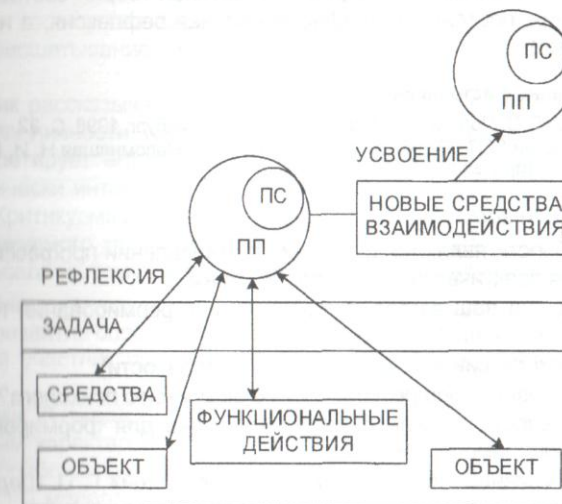 ПС
ПП
УСВОЕНИЕ
ПС
ПП
НОВЫЕ СРЕДСТВА
ВЗАИМОДЕЙСТВИЯ
РЕФЛЕКСИЯ
ЗАДАЧА
СРЕДСТВА
ФУНКЦИОНАЛЬНЫЕ
ДЕЙСТВИЯ
ОБЪЕКТ
ОБЪЕКТ